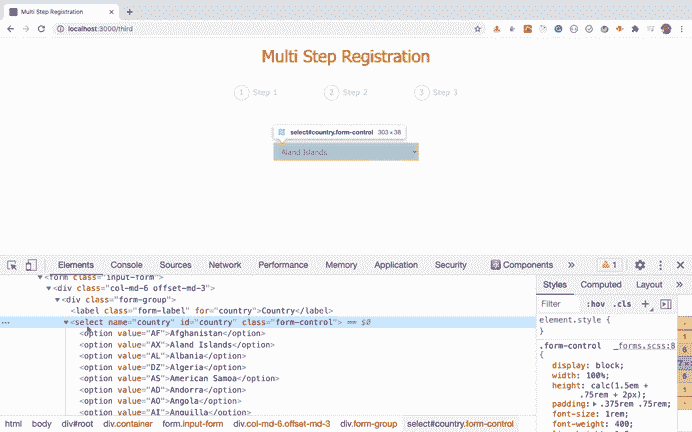 Multi Step Registration
localhost:3000/third
Multi Step Registration
1 Step 1 2 Step 2 3 Step 3
select#country.form-control 303 × 38
Aland Islands
Elements Console Sources Network Performance Memory Application Security Components » 1
<form class="input-form">
<div class="col-md-6 offset-md-3">
<div class="form-group">
<label class="form-label" for="country">Country</label>
<select name="country" id="country" class="form-control"> == $0
<option value="AF">Afghanistan</option>
<option value="AX">Aland Islands</option>
<option value="AL">Albania</option>
<option value="DZ">Algeria</option>
<option value="AS">American Samoa</option>
<option value="AD">Andorra</option>
<option value="AO">Angola</option>
<option value="AI">Anguilla</option>
html body div#root div.container form.input-form div.col-md-6.offset-md-3 div.form-group select#country.form-control
Styles Computed Layout »
Filter :hov .cls +
element.style {
}
.form-control _forms.scss:8
{
display: block;
width: 100%;
height: calc(1.5em +
.75rem + 2px);
padding: .375rem .75rem;
font-size: 1rem;
font-weight: 400;